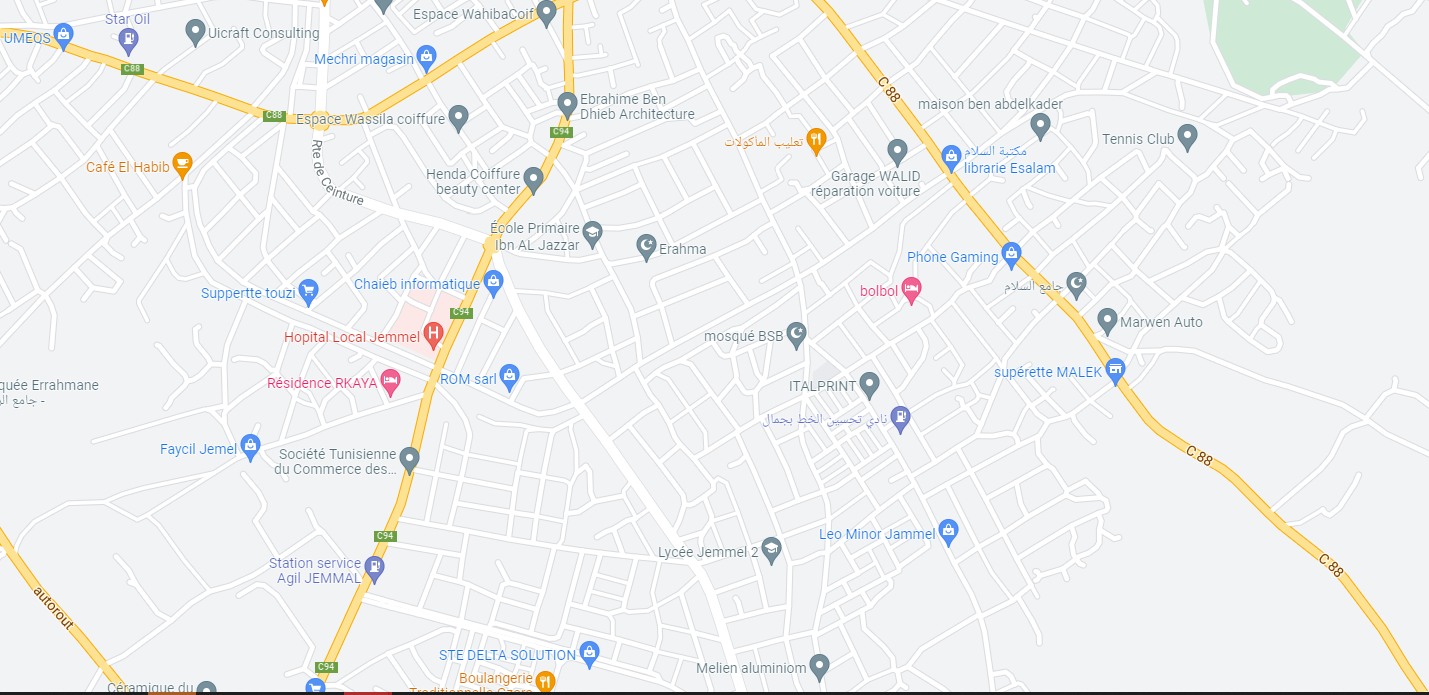 Espace WahibaCoif
Star Oil
Uicraft Consulting
UMEQS
Mechri magasin
C88
C 88
Ebrahime Ben
Dhieb Architecture
maison ben abdelkader
C88
Espace Wassila coiffure
C94
تعليب الماكولات
Tennis Club
Rte de Ceinture
مكتبة السلام
librarie Esalam
Café El Habib
Henda Coiffure
beauty center
Garage WALID
réparation voiture
École Primaire
Ibn AL Jazzar
Erahma
Phone Gaming
Suppertte touzi
Chaieb informatique
bolbol
جامع السلام
C94
Marwen Auto
Hopital Local Jemmel
mosqué BSB
Résidence RKAYA
ROM sarl
ITALPRINT
supérette MALEK
quée Errahmane
جامع الر -
نادي تحسين الخط بجمال
Faycil Jemel
Société Tunisienne
du Commerce des...
C 88
C94
Leo Minor Jammel
Lycée Jemmel 2
Station service
Agil JEMMAL
C 88
autorout
STE DELTA SOLUTION
C94
Melien aluminiom
Boulangerie
Céramique du